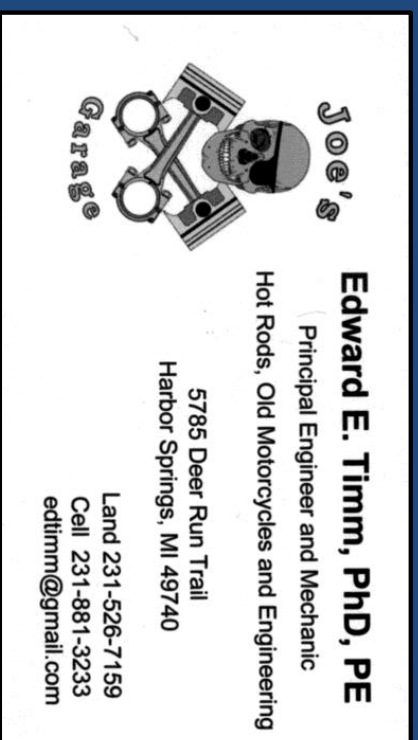 Joe's
Garage
Edward E. Timm, PhD, PE
Principal Engineer and Mechanic
Hot Rods, Old Motorcycles and Engineering
5785 Deer Run Trail
Harbor Springs, MI 49740
Land 231-526-7159
Cell 231-881-3233
edtimm@gmail.com